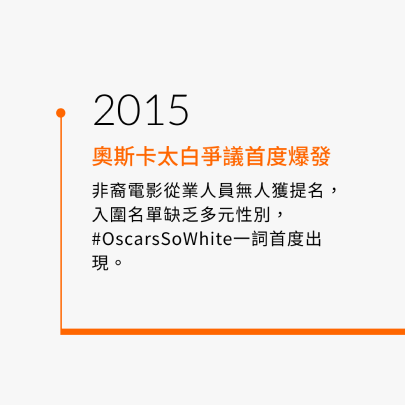 2015
奧斯卡太白爭議首度爆發
非裔電影從業人員無人獲提名，
入圍名單缺乏多元性別，
#OscarsSoWhite一詞首度出
現。